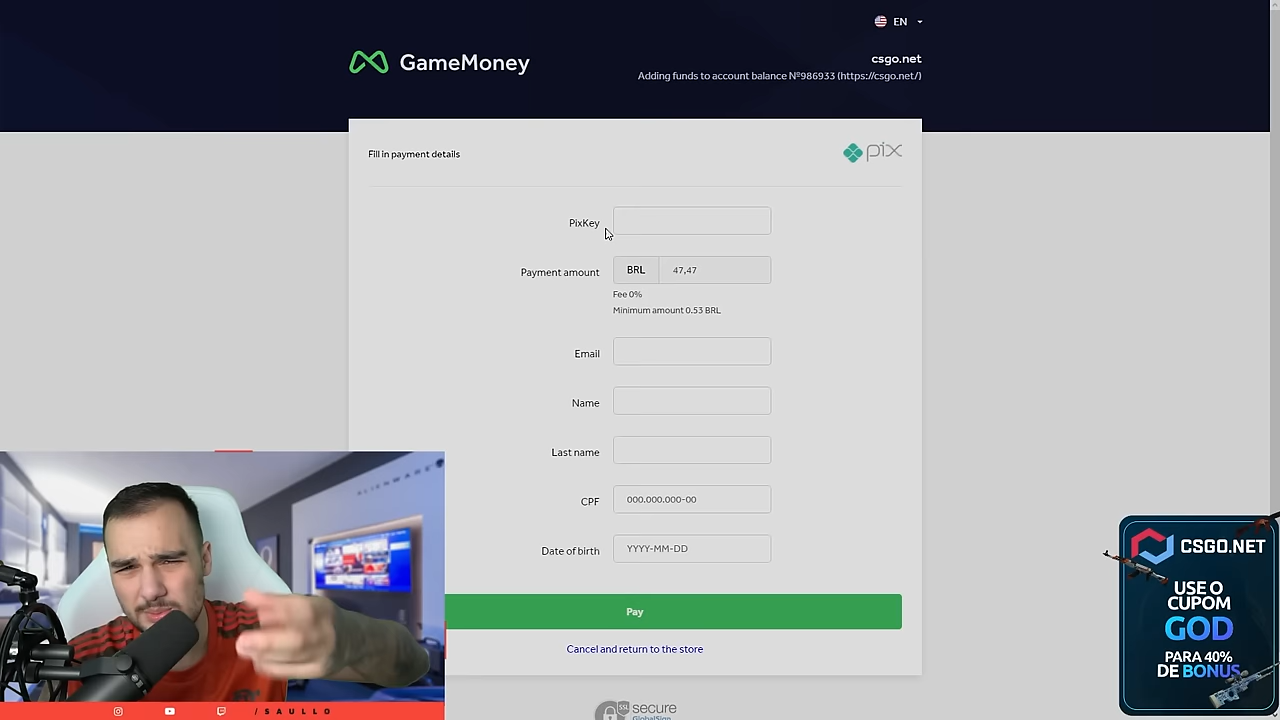 EN
GameMoney
csgo.net
Adding funds to account balance №986933 (https://csgo.net/)
Fill in payment details
pix
PixKey
Payment amount
BRL
47,47
Fee 0%
Minimum amount 0.53 BRL
Email
Name
Last name
CPF
000.000.000-00
Date of birth
YYYY-MM-DD
Pay
Cancel and return to the store
SSL
secure
GlobalSign
ALIENWARE
/SAULLO
CSGO.NET
USE O
CUPOM
GOD
PARA 40%
DE BONUS